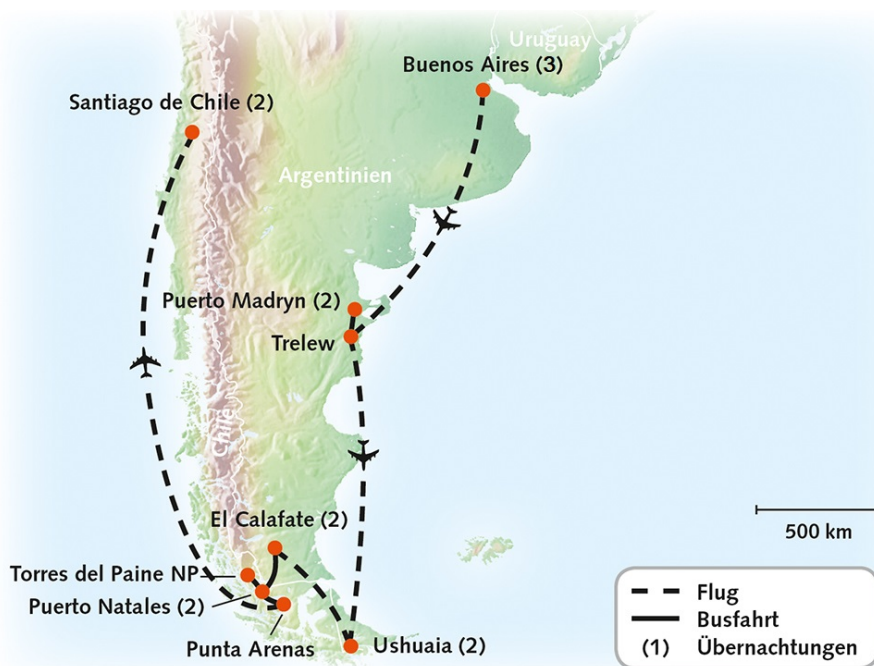 Uruguay
Buenos Aires (3)
Santiago de Chile (2)
Argentinien
Puerto Madryn (2)
Trelew
Chile
El Calafate (2)
500 km
Torres del Paine NP
Puerto Natales (2)
Punta Arenas
Ushuaia (2)
Flug
Busfahrt
(1) Übernachtungen